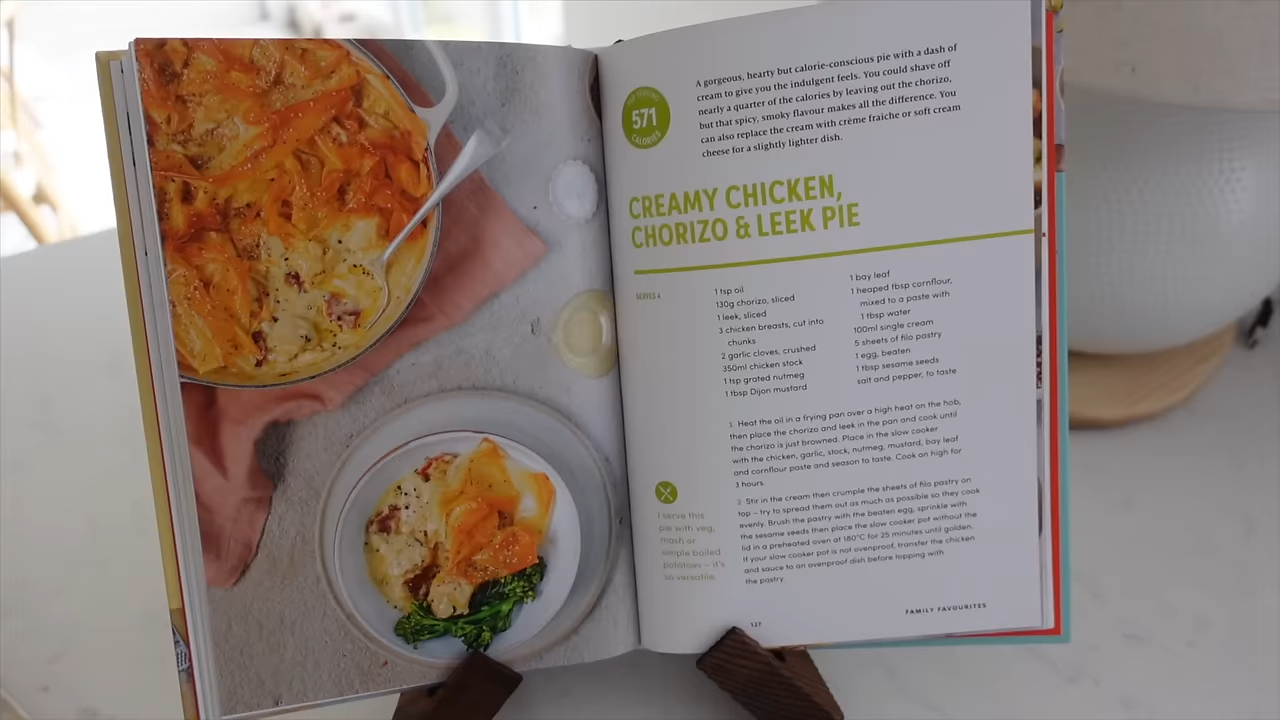 PER SERVING
571
CALORIES
A gorgeous, hearty but calorie-conscious pie with a dash of
cream to give you the indulgent feels. You could shave off
nearly a quarter of the calories by leaving out the chorizo,
but that spicy, smoky flavour makes all the difference. You
can also replace the cream with crème fraîche or soft cream
cheese for a slightly lighter dish.
CREAMY CHICKEN,
CHORIZO & LEEK PIE
SERVES 4
1 tsp oil
130g chorizo, sliced
1 leek, sliced
3 chicken breasts, cut into
chunks
2 garlic cloves, crushed
350ml chicken stock
1 tsp grated nutmeg
1 tbsp Dijon mustard
1 bay leaf
1 heaped tbsp cornflour,
mixed to a paste with
1 tbsp water
100ml single cream
5 sheets of filo pastry
1 egg, beaten
1 tbsp sesame seeds
salt and pepper, to taste
1 Heat the oil in a frying pan over a high heat on the hob,
then place the chorizo and leek in the pan and cook until
the chorizo is just browned. Place in the slow cooker
with the chicken, garlic, stock, nutmeg, mustard, bay leaf
and cornflour paste and season to taste. Cook on high for
3 hours.
2 Stir in the cream then crumple the sheets of filo pastry on
top – try to spread them out as much as possible so they cook
evenly. Brush the pastry with the beaten egg, sprinkle with
the sesame seeds then place the slow cooker pot without the
lid in a preheated oven at 180°C for 25 minutes until golden.
If your slow cooker pot is not ovenproof, transfer the chicken
and sauce to an ovenproof dish before topping with
the pastry.
I serve this
pie with veg,
mash or
simple boiled
potatoes – it's
so versatile.
127
FAMILY FAVOURITES